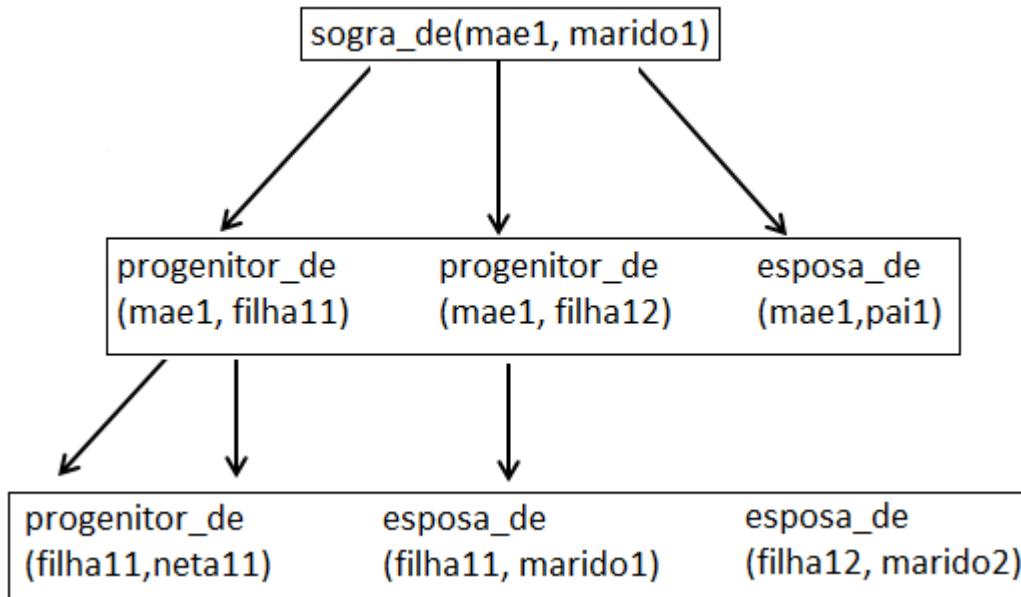 sogra_de(mae1, marido1)
progenitor_de
(mae1, filha11)
progenitor_de
(mae1, filha12)
esposa_de
(mae1,pai1)
progenitor_de
(filha11,neta11)
esposa_de
(filha11, marido1)
esposa_de
(filha12, marido2)